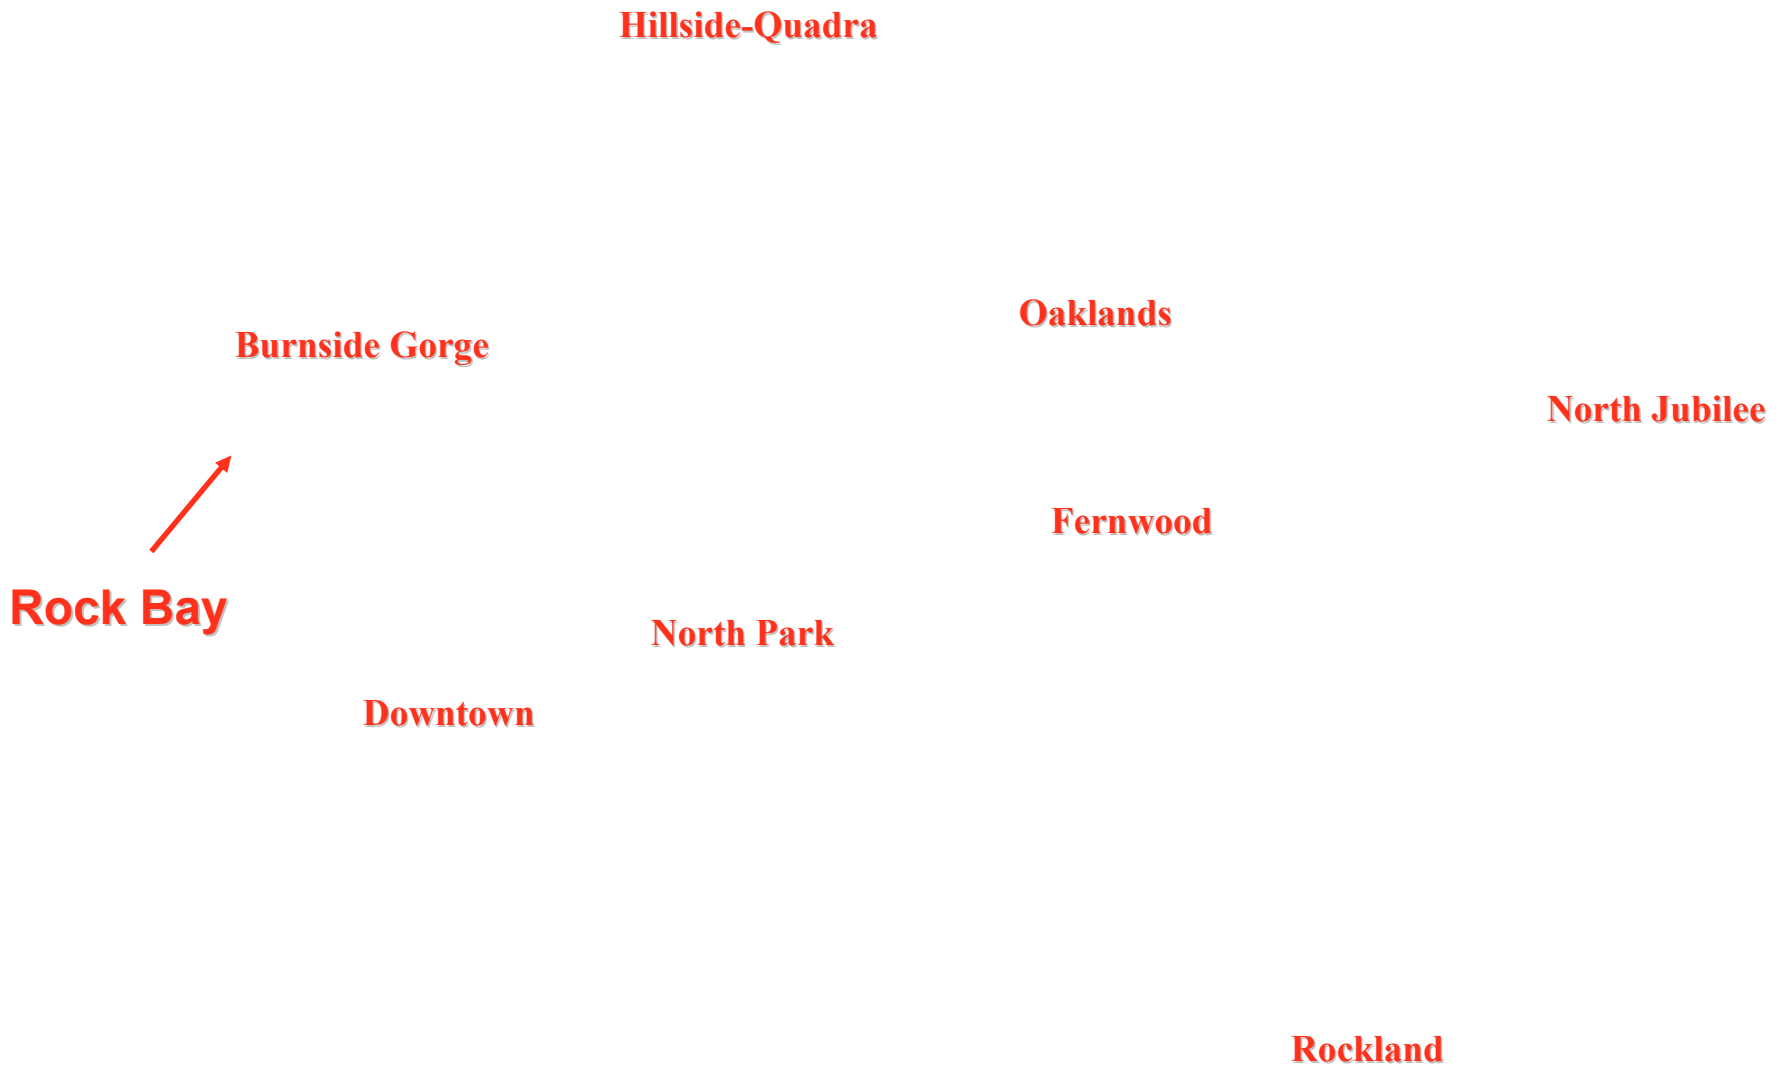 Hillside-Quadra
Oaklands
Burnside Gorge
North Jubilee
Fernwood
Rock Bay
North Park
Downtown
Rockland